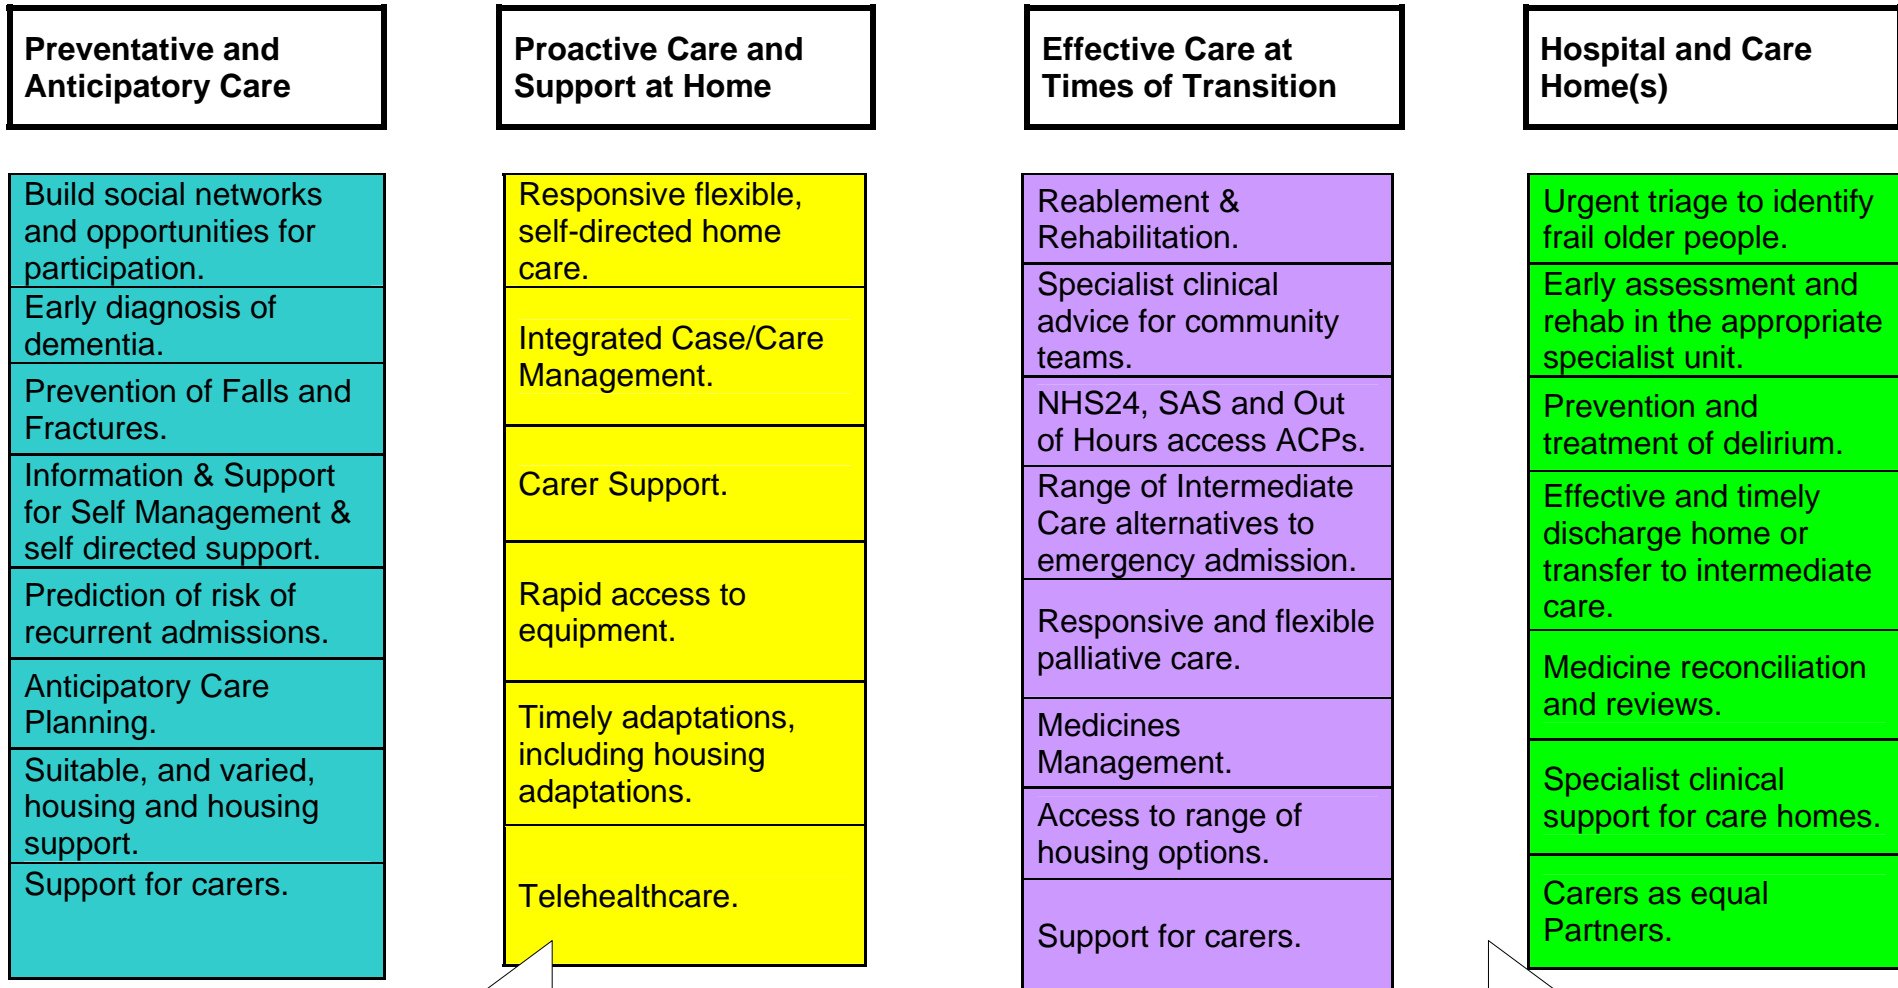 Preventative and
Anticipatory Care
Build social networks
and opportunities for
participation.
Early diagnosis of
dementia.
Prevention of Falls and
Fractures.
Information & Support
for Self Management &
self directed support.
Prediction of risk of
recurrent admissions.
Anticipatory Care
Planning.
Suitable, and varied,
housing and housing
support.
Support for carers.
Proactive Care and
Support at Home
Responsive flexible,
self-directed home
care.
Integrated Case/Care
Management.
Carer Support.
Rapid access to
equipment.
Timely adaptations,
including housing
adaptations.
Telehealthcare.
Effective Care at
Times of Transition
Reablement &
Rehabilitation.
Specialist clinical
advice for community
teams.
NHS24, SAS and Out
of Hours access ACPs.
Range of Intermediate
Care alternatives to
emergency admission.
Responsive and flexible
palliative care.
Medicines
Management.
Access to range of
housing options.
Support for carers.
Hospital and Care
Home(s)
Urgent triage to identify
frail older people.
Early assessment and
rehab in the appropriate
specialist unit.
Prevention and
treatment of delirium.
Effective and timely
discharge home or
transfer to intermediate
care.
Medicine reconciliation
and reviews.
Specialist clinical
support for care homes.
Carers as equal
Partners.